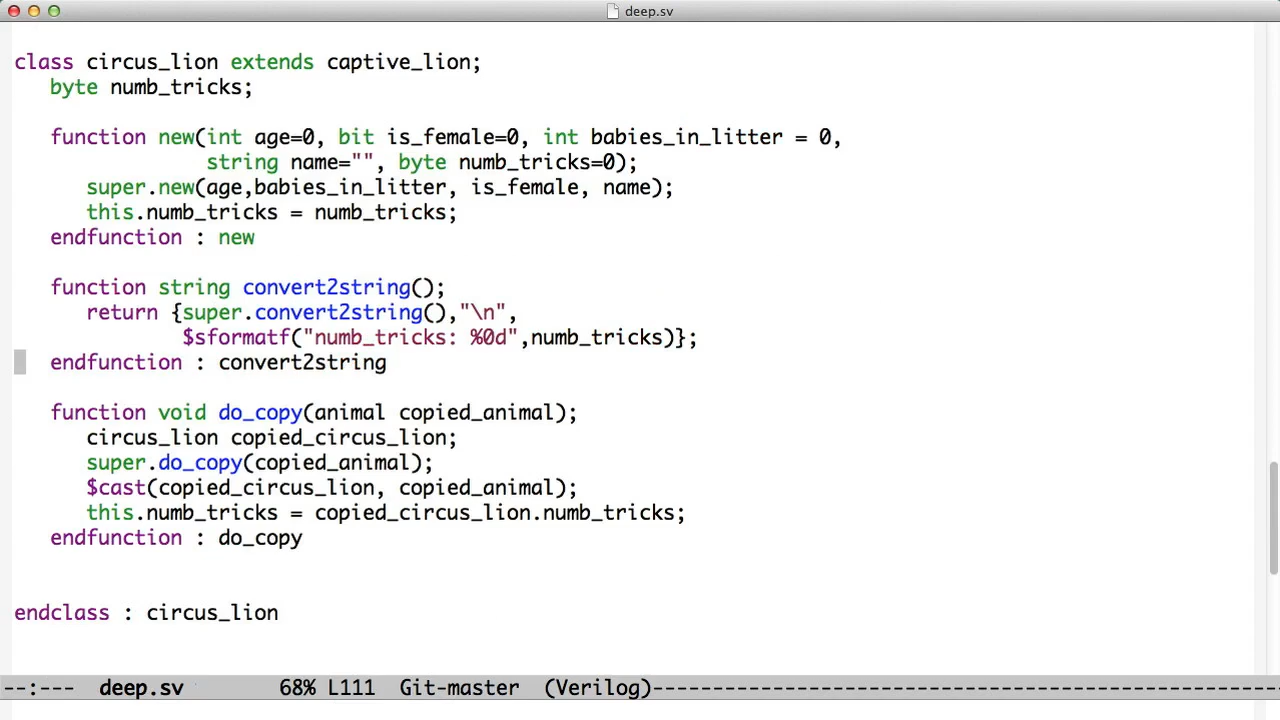 deep.sv
class circus_lion extends captive_lion;
   byte numb_tricks;
   function new(int age=0, bit is_female=0, int babies_in_litter = 0,
                string name="", byte numb_tricks=0);
      super.new(age,babies_in_litter, is_female, name);
      this.numb_tricks = numb_tricks;
   endfunction : new
   function string convert2string();
      return {super.convert2string(),"\n",
              $sformatf("numb_tricks: %0d",numb_tricks)};
   endfunction : convert2string
   function void do_copy(animal copied_animal);
      circus_lion copied_circus_lion;
      super.do_copy(copied_animal);
      $cast(copied_circus_lion, copied_animal);
      this.numb_tricks = copied_circus_lion.numb_tricks;
   endfunction : do_copy
endclass : circus_lion
--:---  deep.sv        68% L111  Git-master  (Verilog)----------------------------------------------------